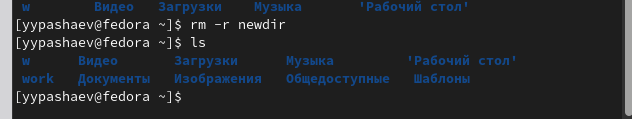 w Видео Загрузки Музыка 'Рабочий стол'
[yypashaev@fedora ~]$ rm -r newdir
[yypashaev@fedora ~]$ ls
w Видео Загрузки Музыка 'Рабочий стол'
work Документы Изображения Общедоступные Шаблоны
[yypashaev@fedora ~]$